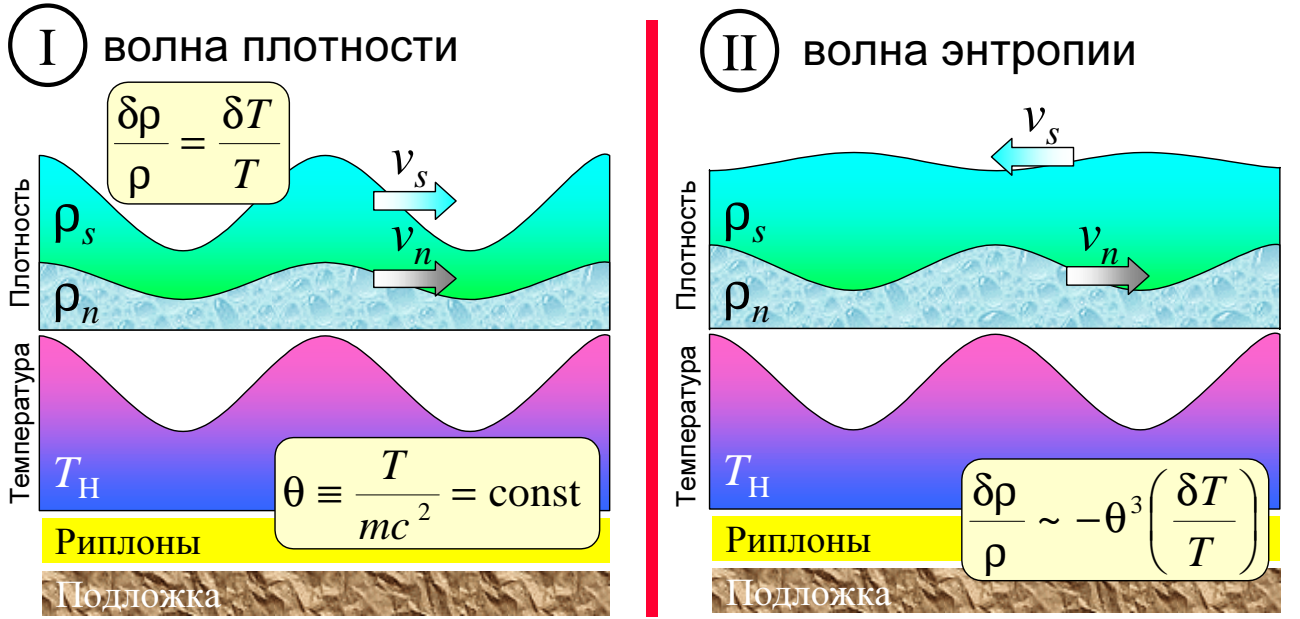 I волна плотности
δρ/ρ = δT/T
v_s
Плотность
ρ_s
v_n
ρ_n
Температура
T_H
θ ≡ T/mc² = const
Риплоны
Подложка
II волна энтропии
v_s
Плотность
ρ_s
v_n
ρ_n
Температура
T_H
δρ/ρ ~ −θ³(δT/T)
Риплоны
Подложка